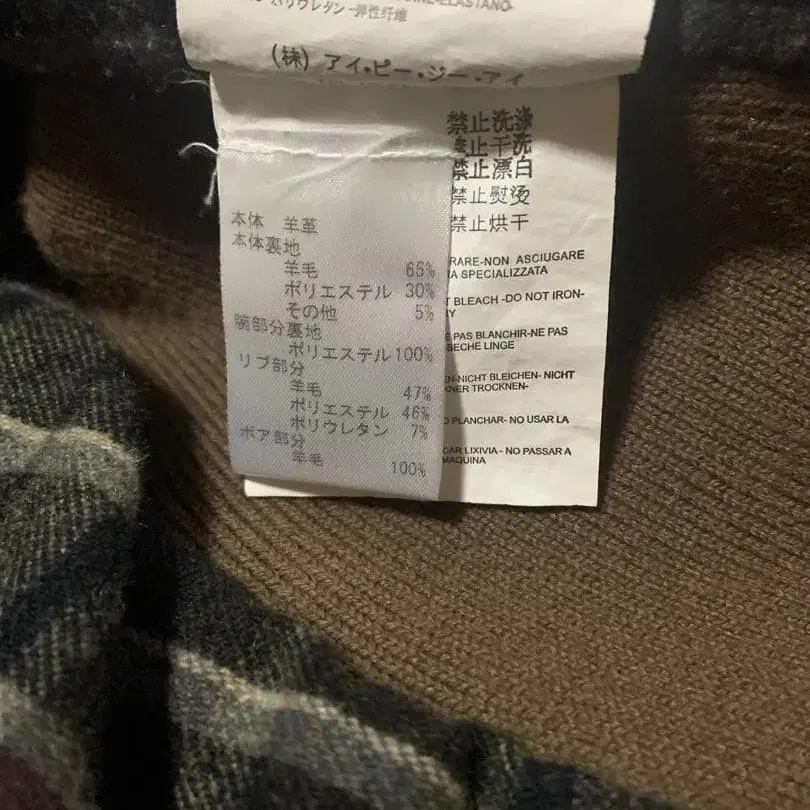 ポリウレタン -弹性纤维
(株) アイ・ピー・ジー・アイ
禁止洗涤
禁止干洗
禁止漂白
禁止熨烫
禁止烘干
本体 羊革
本体裏地
羊毛 65%
ポリエステル 30%
その他 5%
腕部分裏地
ポリエステル 100%
リブ部分
羊毛 47%
ポリエステル 46%
ポリウレタン 7%
ボア部分
羊毛 100%
RARE-NON ASCIUGARE
A SPECIALIZZATA
T BLEACH -DO NOT IRON-
RY
E PAS BLANCHIR-NE PAS
SECHE LINGE
EN-NICHT BLEICHEN- NICHT
KNER TROCKNEN-
O PLANCHAR- NO USAR LA
CAR LIXIVIA - NO PASSAR A
MAQUINA